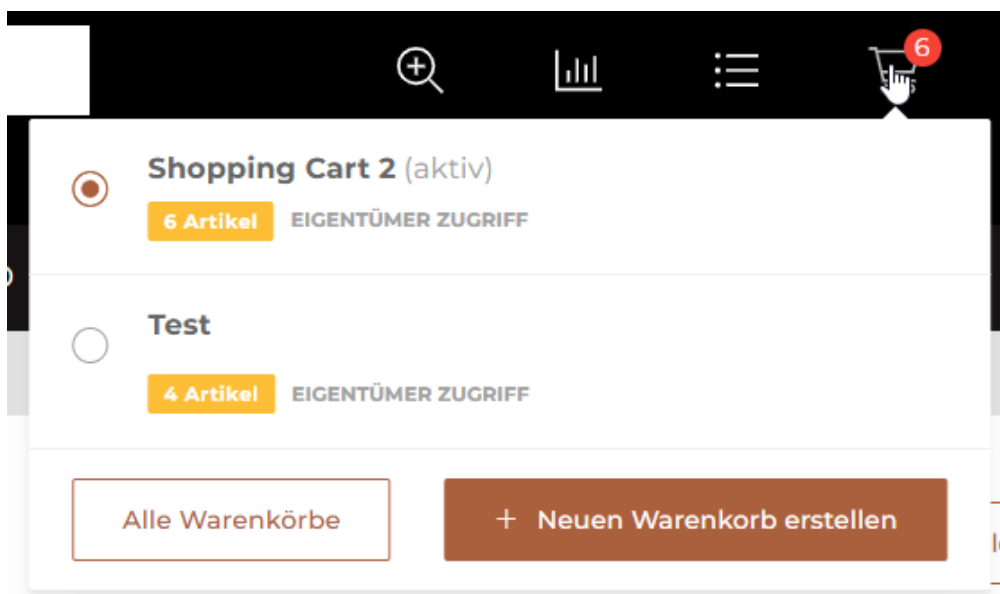 6
Shopping Cart 2 (aktiv)
6 Artikel EIGENTÜMER ZUGRIFF
Test
4 Artikel EIGENTÜMER ZUGRIFF
Alle Warenkörbe + Neuen Warenkorb erstellen